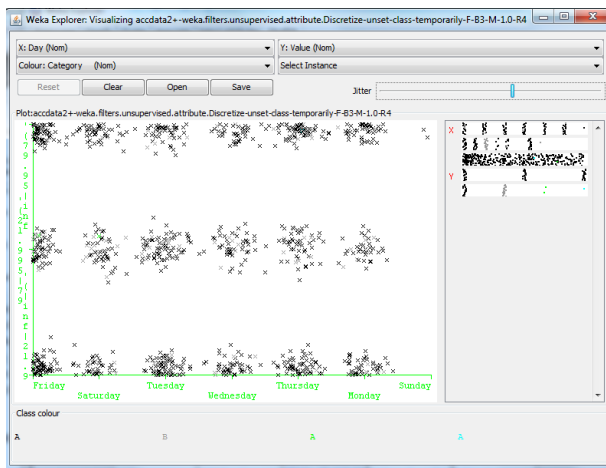 Weka Explorer: Visualizing accdata2+-weka.filters.unsupervised.attribute.Discretize-unset-class-temporarily-F-B3-M-1.0-R4
X: Day (Nom)
Y: Value (Nom)
Colour: Category (Nom)
Select Instance
Reset
Clear
Open
Save
Jitter
Plot:accdata2+-weka.filters.unsupervised.attribute.Discretize-unset-class-temporarily-F-B3-M-1.0-R4
X
Y
Friday
Saturday
Tuesday
Wednesday
Thursday
Monday
Sunday
Class colour
A
B
A
A